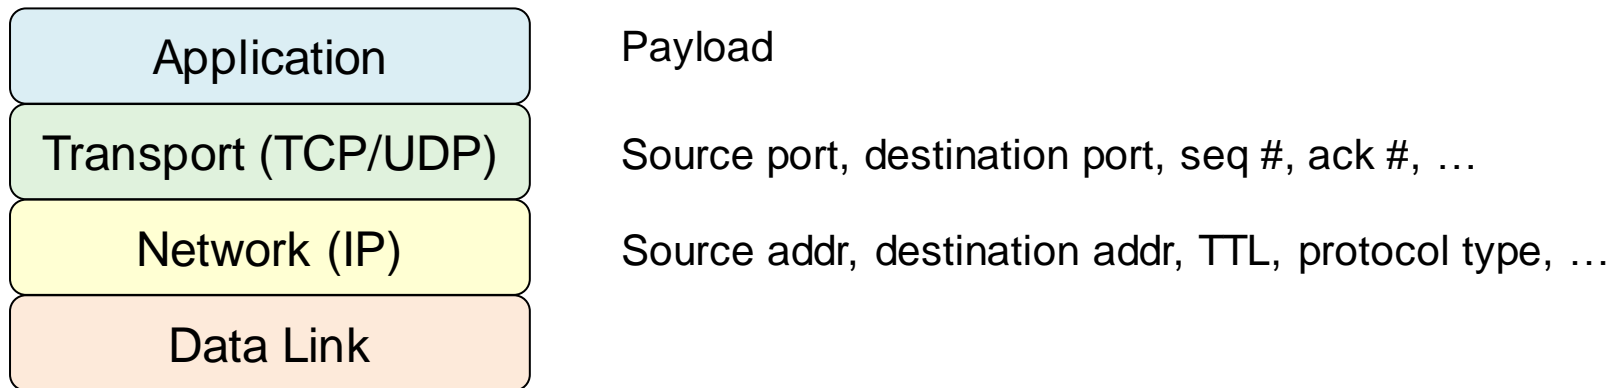 Application
Payload
Transport (TCP/UDP)
Source port, destination port, seq #, ack #, …
Network (IP)
Source addr, destination addr, TTL, protocol type, …
Data Link